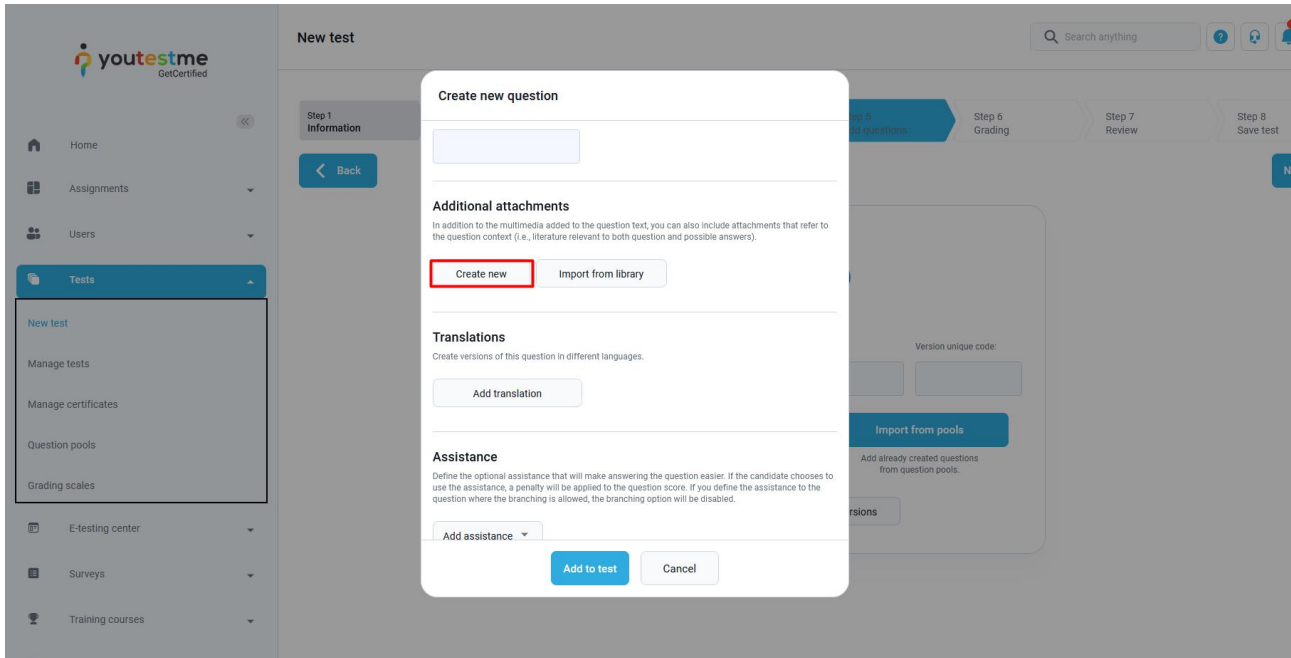 youtestme
GetCertified
Home
Assignments
Users
Tests
New test
Manage tests
Manage certificates
Question pools
Grading scales
E-testing center
Surveys
Training courses
New test
Search anything
?
Step 1
Information
Step 6
Grading
Step 7
Review
Step 8
Save test
Back
Create new question
Additional attachments
In addition to the multimedia added to the question text, you can also include attachments that refer to
the question context (i.e., literature relevant to both question and possible answers).
Create new
Import from library
Translations
Create versions of this question in different languages.
Add translation
Assistance
Define the optional assistance that will make answering the question easier. If the candidate chooses to
use the assistance, a penalty will be applied to the question score. If you define the assistance to the
question where the branching is allowed, the branching option will be disabled.
Add assistance
Add to test
Cancel
Version unique code:
Import from pools
Add already created questions
from question pools.